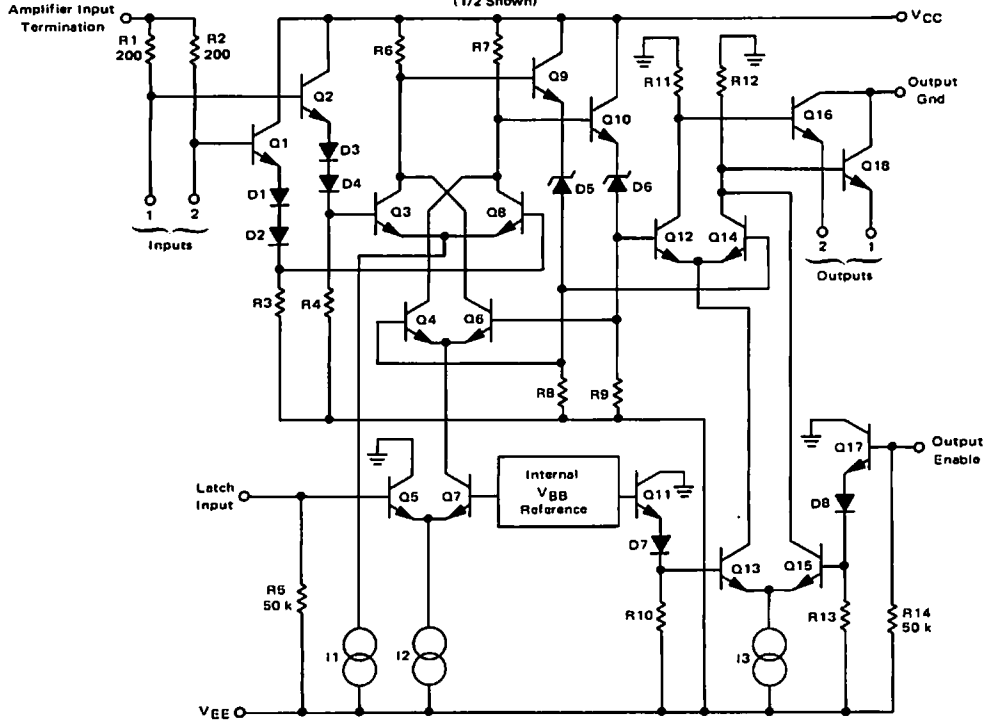 (1/2 Shown)
Amplifier Input
Termination
VCC
R1
200
R2
200
R6
R7
Q9
R11
R12
Output
Gnd
Q2
Q10
Q16
Q1
Q18
D3
D4
D1
D5
D6
Q3
Q8
Q12
Q14
1
2
Inputs
D2
2
1
Outputs
R3
R4
Q4
Q6
R8
R9
Q17
Output
Enable
Latch
Input
Q5
Q7
Internal
VBB
Reference
Q11
D8
D7
Q13
Q15
R5
50 k
R10
R13
R14
50 k
I1
I2
I3
VEE